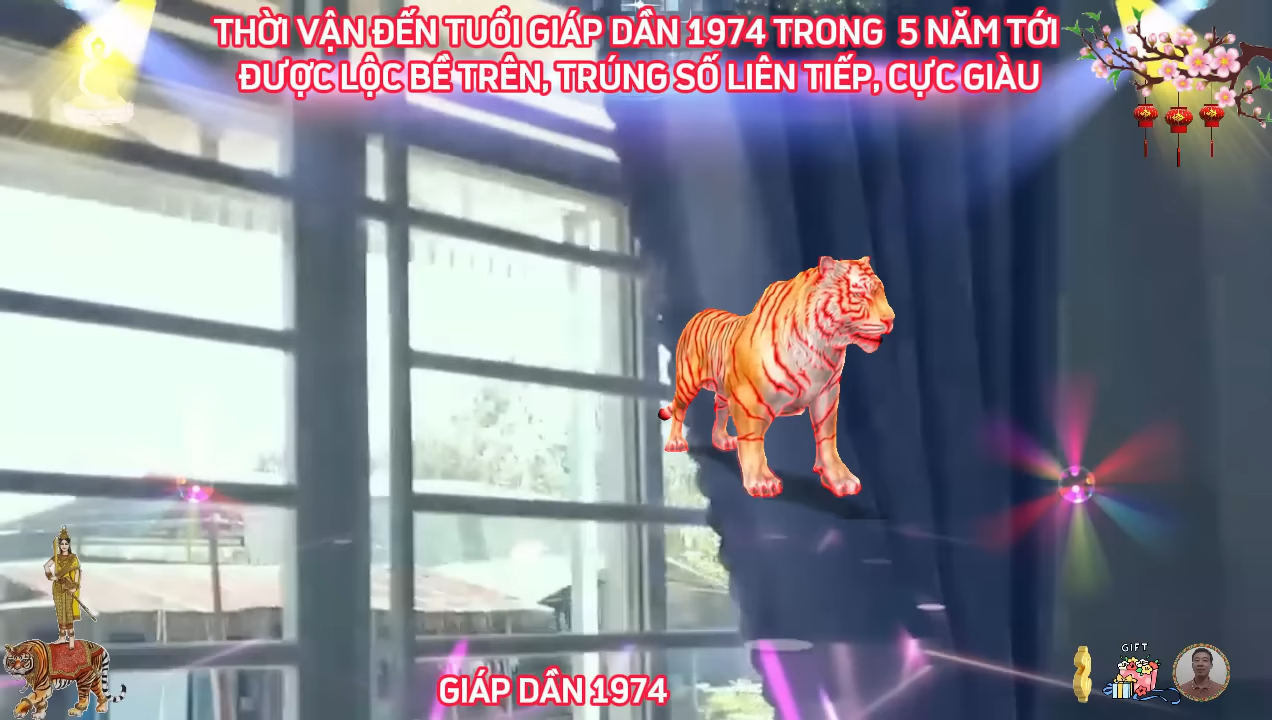 THỜI VẬN ĐẾN TUỔI GIÁP DẦN 1974 TRONG 5 NĂM TỚI
ĐƯỢC LỘC BỀ TRÊN, TRÚNG SỐ LIÊN TIẾP, CỰC GIÀU
GIFT
GIÁP DẦN 1974